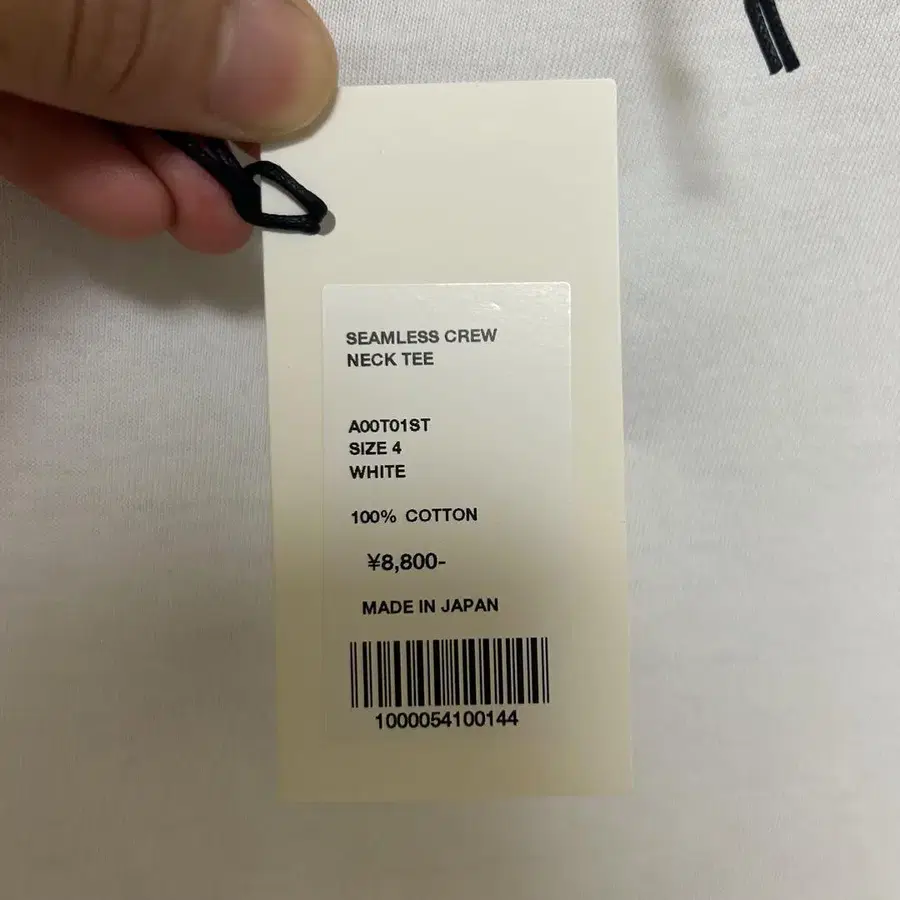 SEAMLESS CREW
NECK TEE
A00T01ST
SIZE 4
WHITE
100% COTTON
¥8,800-
MADE IN JAPAN
1000054100144